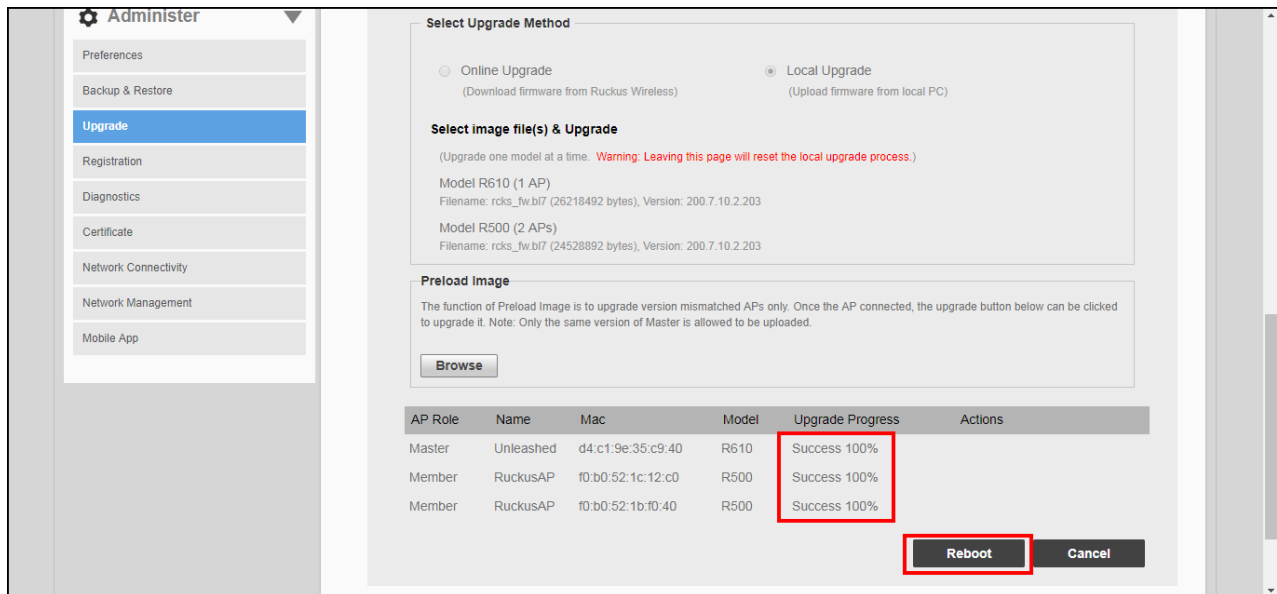 Administer
Preferences
Backup & Restore
Upgrade
Registration
Diagnostics
Certificate
Network Connectivity
Network Management
Mobile App
Select Upgrade Method
Online Upgrade
(Download firmware from Ruckus Wireless)
Local Upgrade
(Upload firmware from local PC)
Select image file(s) & Upgrade
(Upgrade one model at a time. Warning: Leaving this page will reset the local upgrade process.)
Model R610 (1 AP)
Filename: rcks_fw.bl7 (26218492 bytes), Version: 200.7.10.2.203
Model R500 (2 APs)
Filename: rcks_fw.bl7 (24528892 bytes), Version: 200.7.10.2.203
Preload Image
The function of Preload Image is to upgrade version mismatched APs only. Once the AP connected, the upgrade button below can be clicked
to upgrade it. Note: Only the same version of Master is allowed to be uploaded.
Browse
AP Role Name Mac Model Upgrade Progress Actions
Master Unleashed d4:c1:9e:35:c9:40 R610 Success 100%
Member RuckusAP f0:b0:52:1c:12:c0 R500 Success 100%
Member RuckusAP f0:b0:52:1b:f0:40 R500 Success 100%
Reboot Cancel